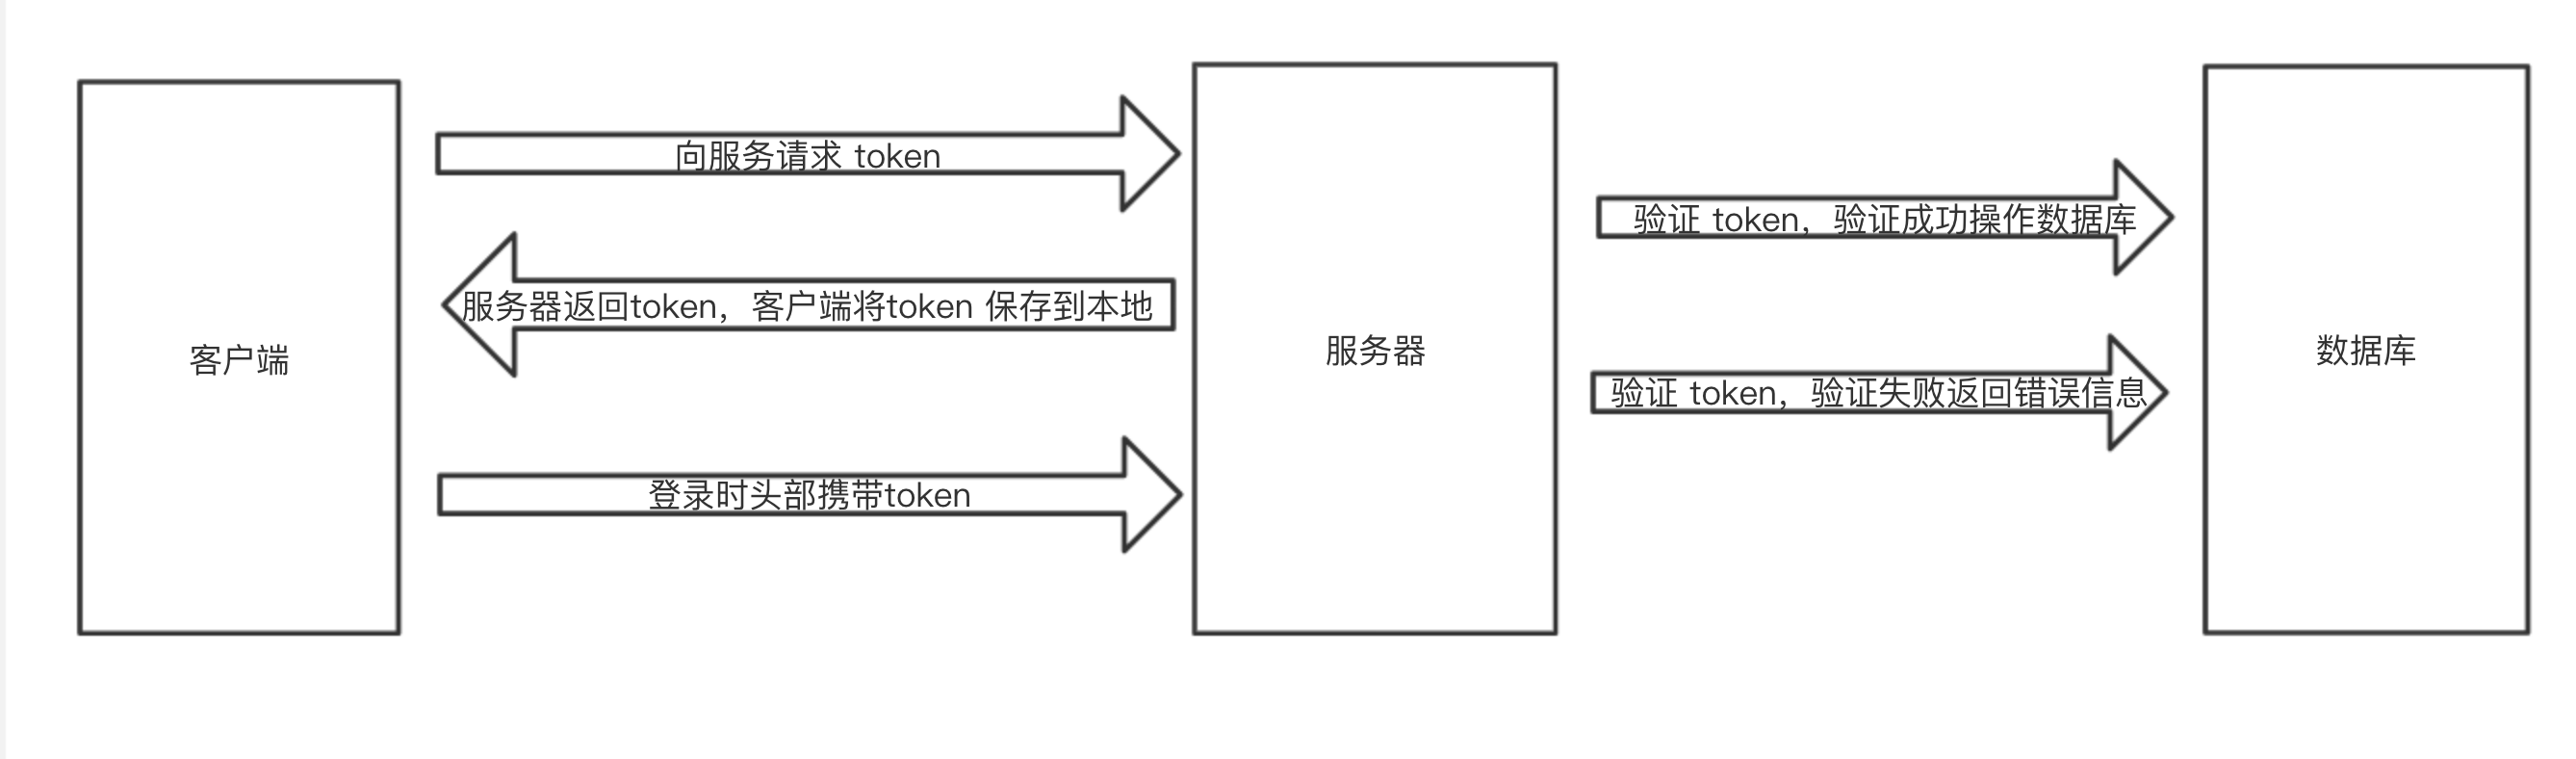 向服务请求 token
服务器返回token，客户端将token 保存到本地
登录时头部携带token
客户端
服务器
验证 token，验证成功操作数据库
验证 token，验证失败返回错误信息
数据库